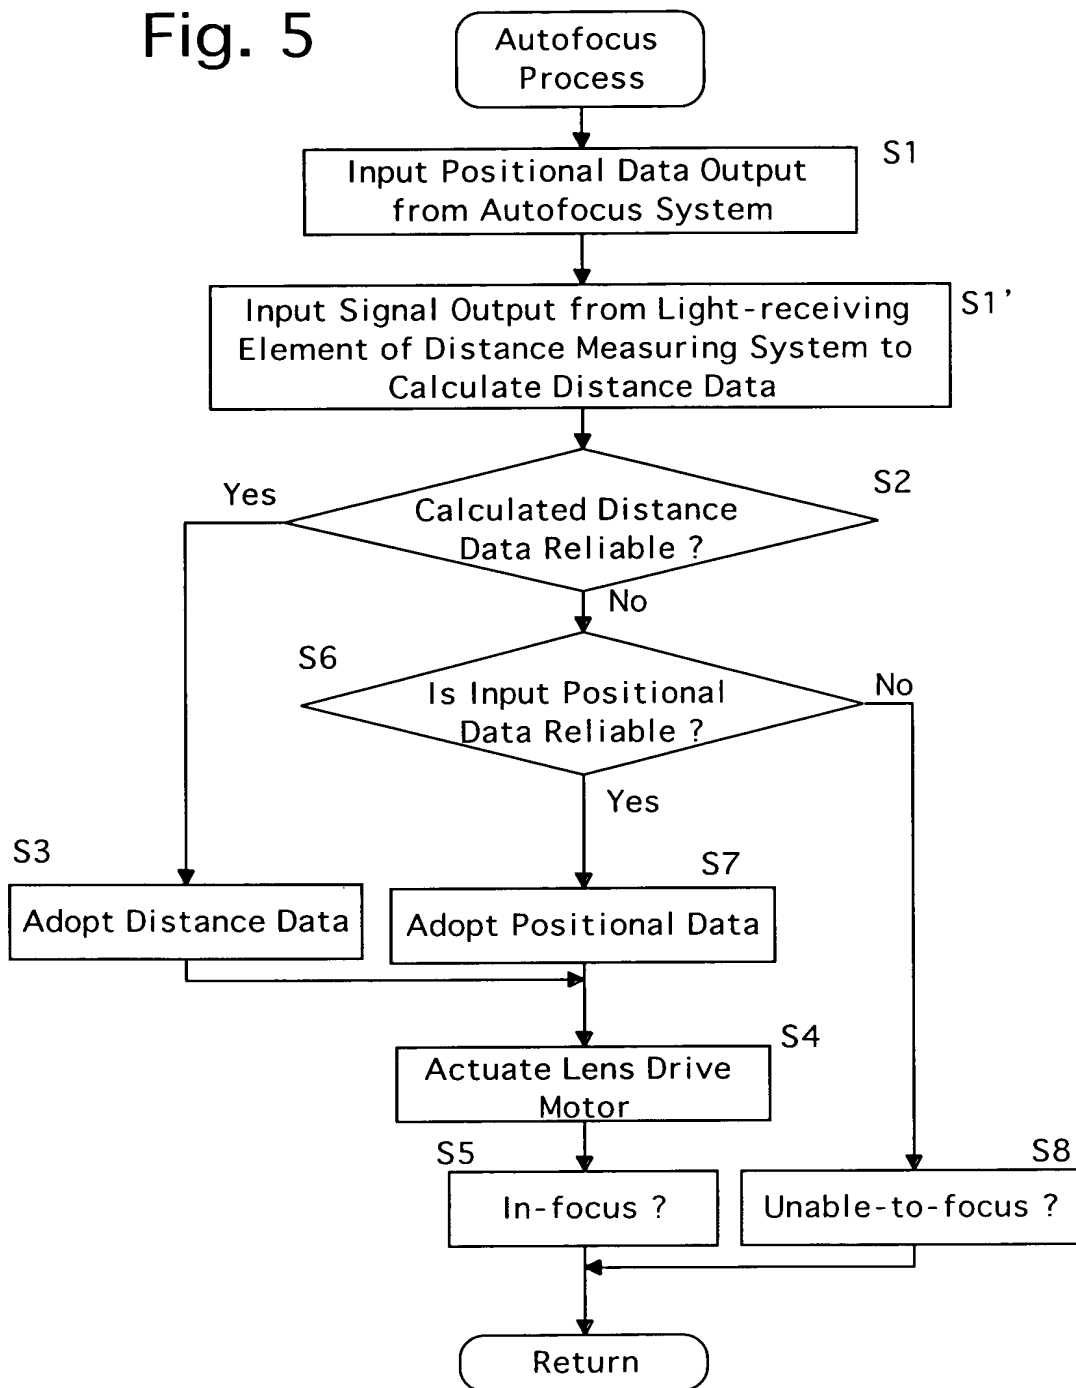 Fig. 5
Autofocus
Process
S1
Input Positional Data Output
from Autofocus System
S1'
Input Signal Output from Light-receiving
Element of Distance Measuring System to
Calculate Distance Data
S2
Yes
Calculated Distance
Data Reliable ?
No
S6
Is Input Positional
Data Reliable ?
No
Yes
S3
Adopt Distance Data
S7
Adopt Positional Data
S4
Actuate Lens Drive
Motor
S5
In-focus ?
S8
Unable-to-focus ?
Return